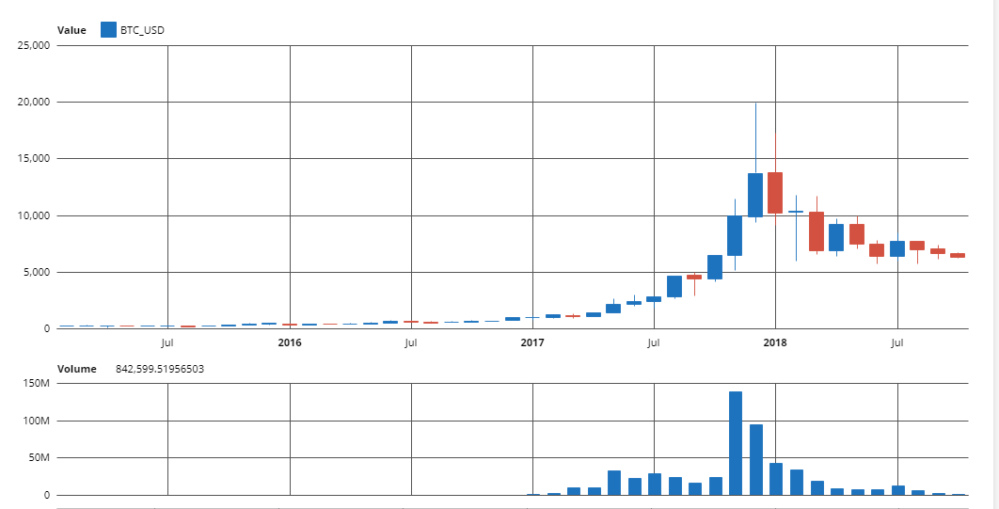 Value BTC_USD
25,000
20,000
15,000
10,000
5,000
0
Jul 2016 Jul 2017 Jul 2018 Jul
Volume 842,599.51956503
150M
100M
50M
0